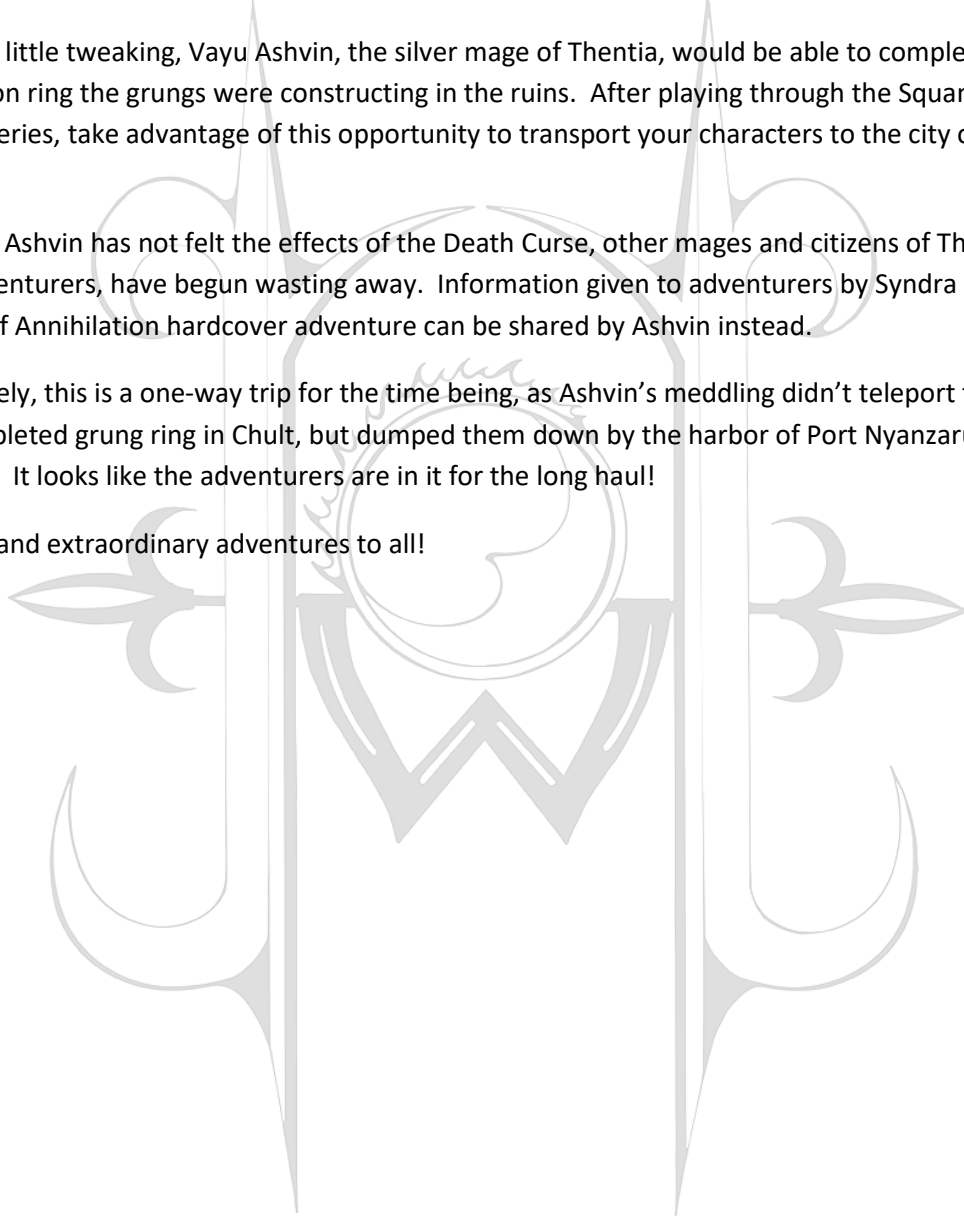 little tweaking, Vayu Ashvin, the silver mage of Thentia, would be able to comple
on ring the grungs were constructing in the ruins. After playing through the Squar
eries, take advantage of this opportunity to transport your characters to the city o
Ashvin has not felt the effects of the Death Curse, other mages and citizens of Th
enturers, have begun wasting away. Information given to adventurers by Syndra
f Annihilation hardcover adventure can be shared by Ashvin instead.
ely, this is a one-way trip for the time being, as Ashvin’s meddling didn’t teleport t
pleted grung ring in Chult, but dumped them down by the harbor of Port Nyanzaru
It looks like the adventurers are in it for the long haul!
and extraordinary adventures to all!